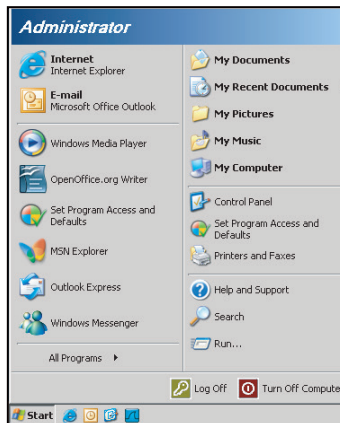 Administrator
Internet
Internet Explorer
E-mail
Microsoft Office Outlook
Windows Media Player
OpenOffice.org Writer
Set Program Access and
Defaults
MSN Explorer
Outlook Express
Windows Messenger
All Programs
My Documents
My Recent Documents
My Pictures
My Music
My Computer
Control Panel
Set Program Access and
Defaults
Printers and Faxes
Help and Support
Search
Run...
Log Off
Turn Off Compute
Start